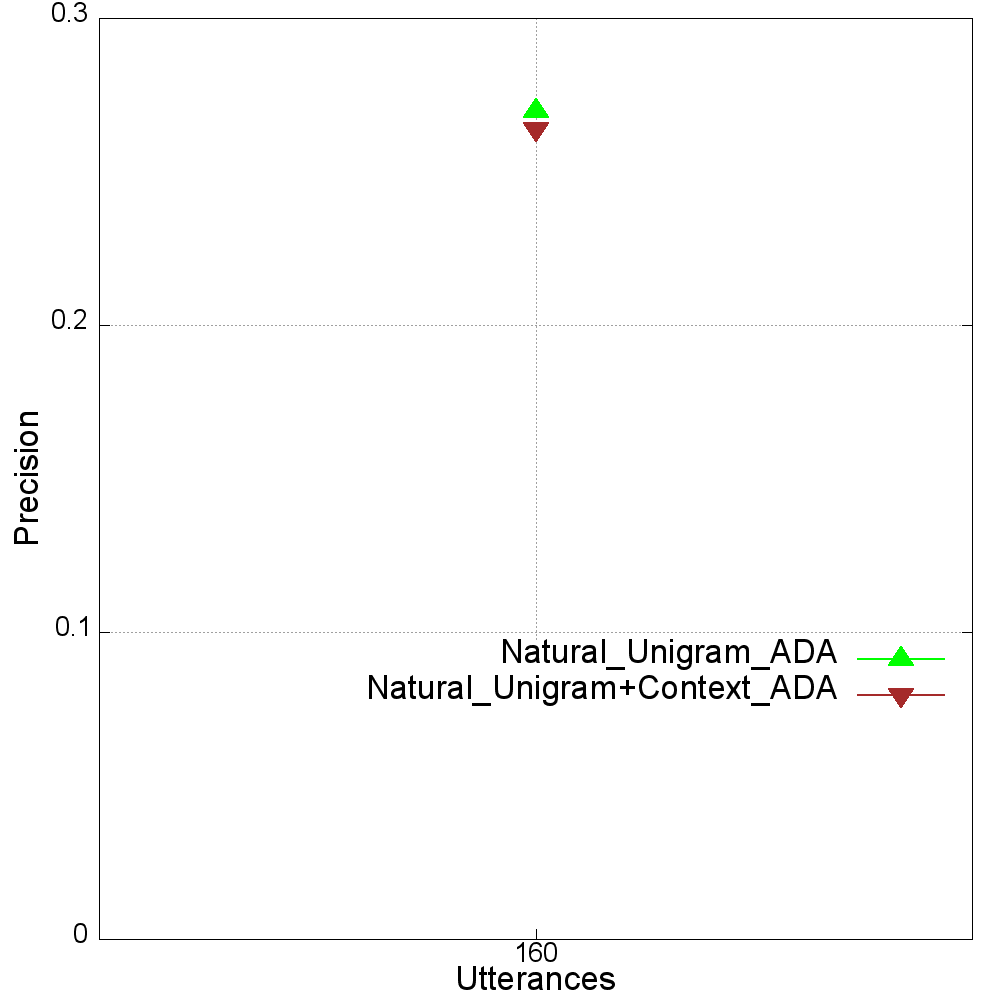 0.3
0.2
0.1
0
Precision
Natural_Unigram_ADA
Natural_Unigram+Context_ADA
160
Utterances